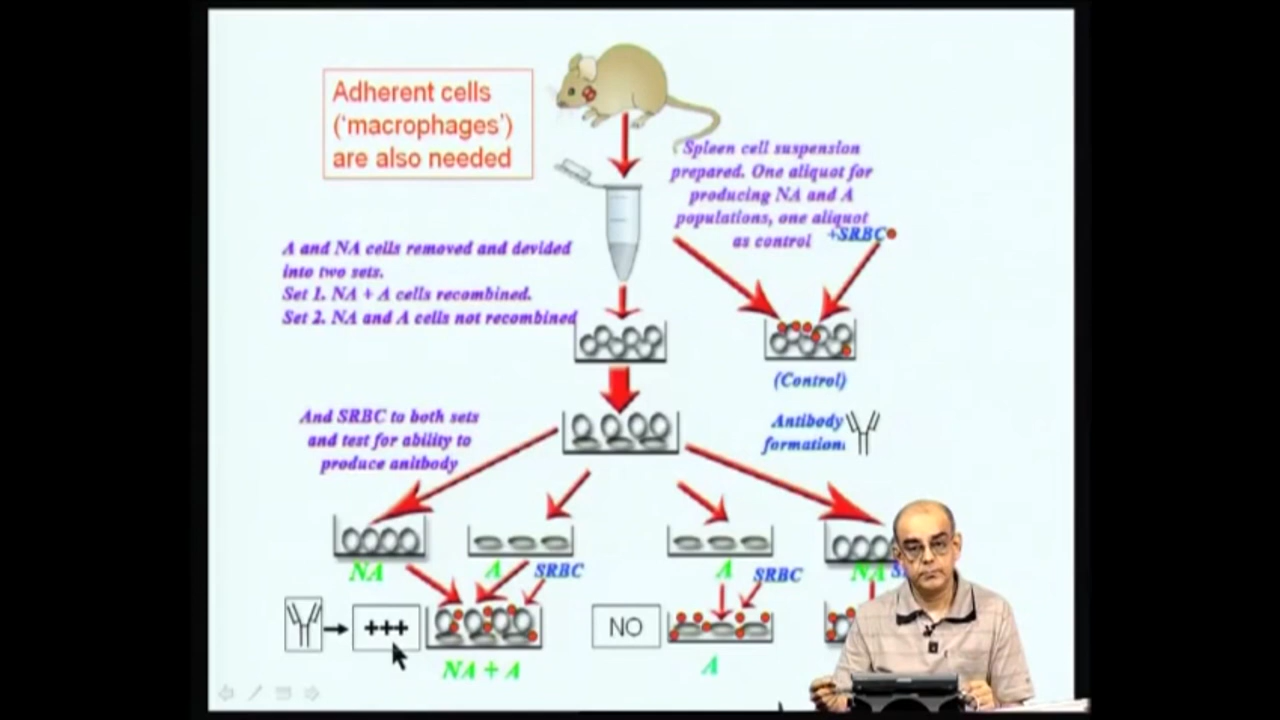 Adherent cells
('macrophages')
are also needed
Spleen cell suspension
prepared. One aliquot for
producing NA and A
populations, one aliquot
as control
+SRBC
A and NA cells removed and devided
into two sets.
Set 1. NA + A cells recombined.
Set 2. NA and A cells not recombined
(Control)
And SRBC to both sets
and test for ability to
produce anitbody
Antibody
formation:
NA
A
SRBC
A
SRBC
NA
+++
NA + A
NO
A